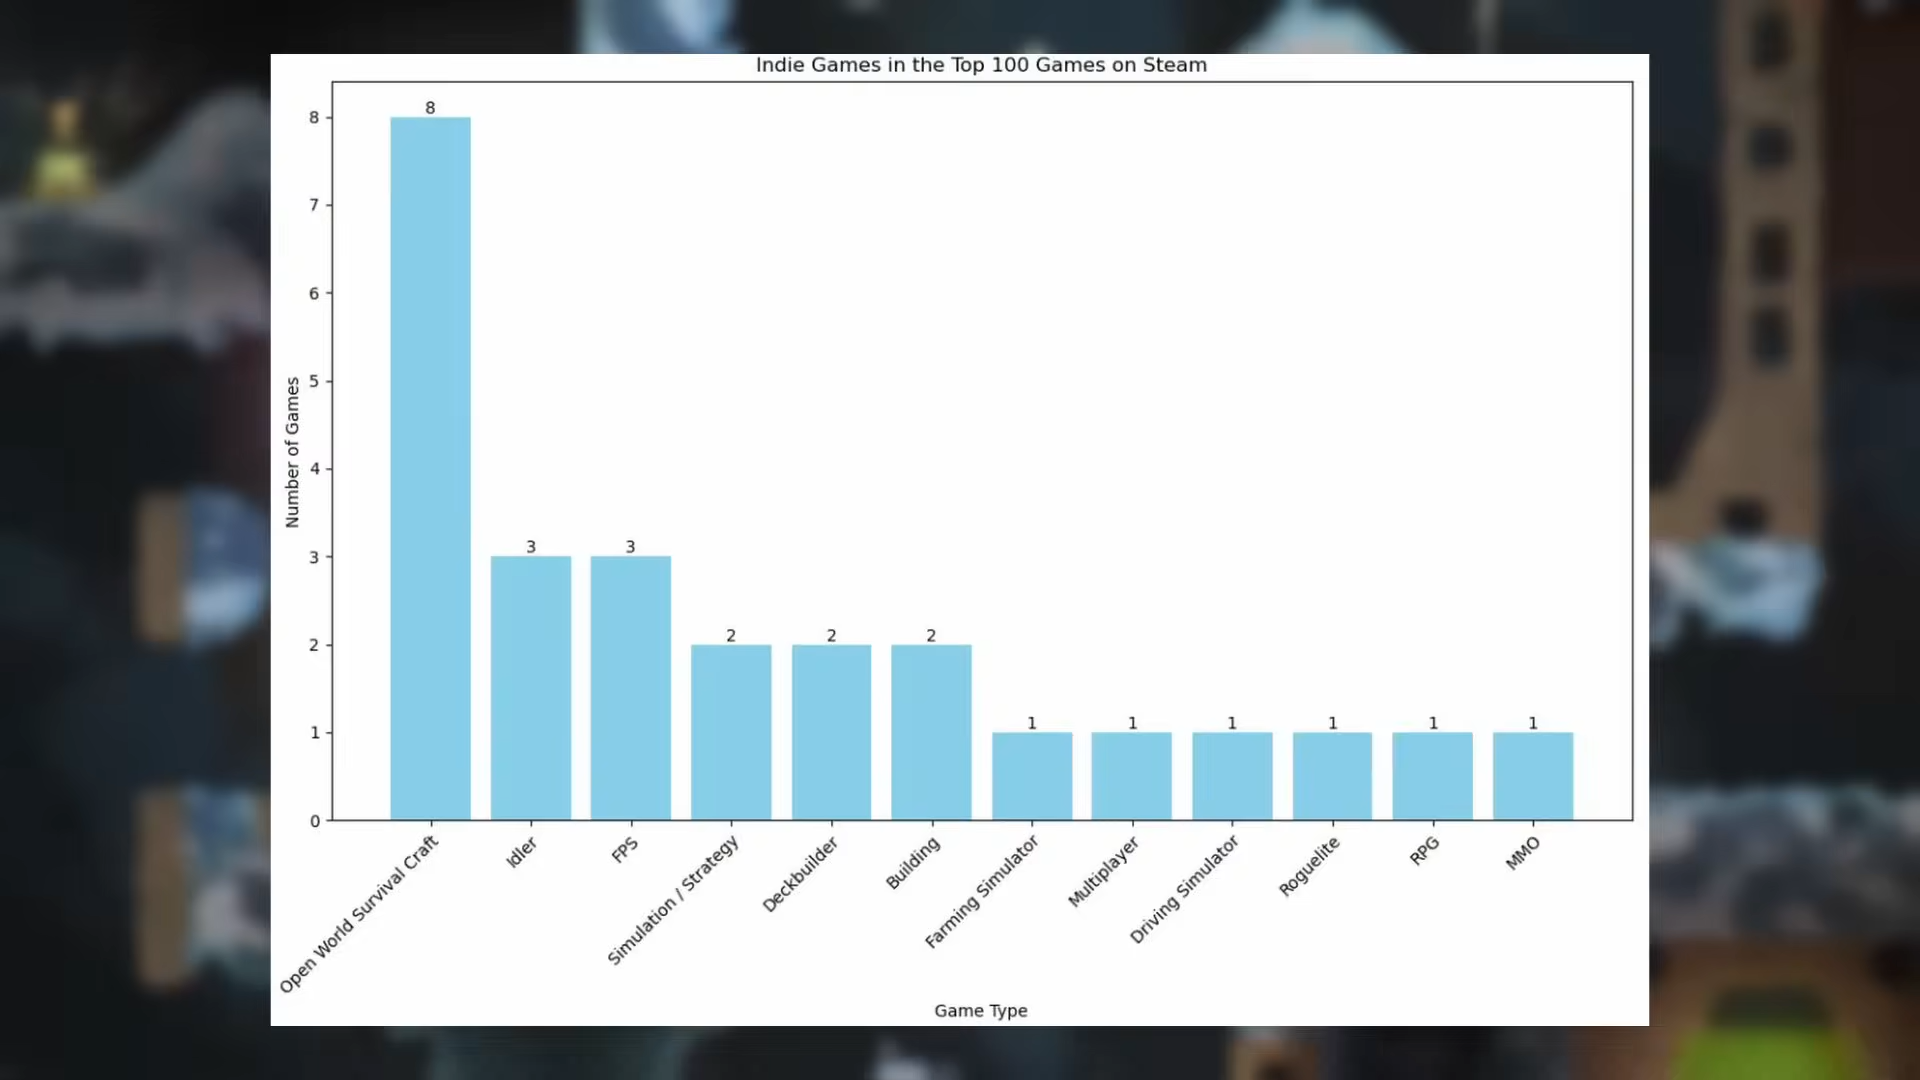 Indie Games in the Top 100 Games on Steam
8
7
6
5
4
3
2
1
0
Number of Games
8
3
3
2
2
2
1
1
1
1
1
1
Open World Survival Craft
Idler
FPS
Simulation / Strategy
Deckbuilder
Building
Farming Simulator
Multiplayer
Driving Simulator
Roguelite
RPG
MMO
Game Type